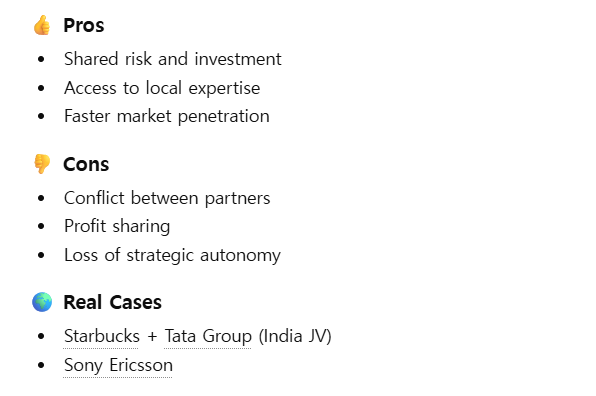 👍 Pros
• Shared risk and investment
• Access to local expertise
• Faster market penetration
👎 Cons
• Conflict between partners
• Profit sharing
• Loss of strategic autonomy
🌍 Real Cases
• Starbucks + Tata Group (India JV)
• Sony Ericsson